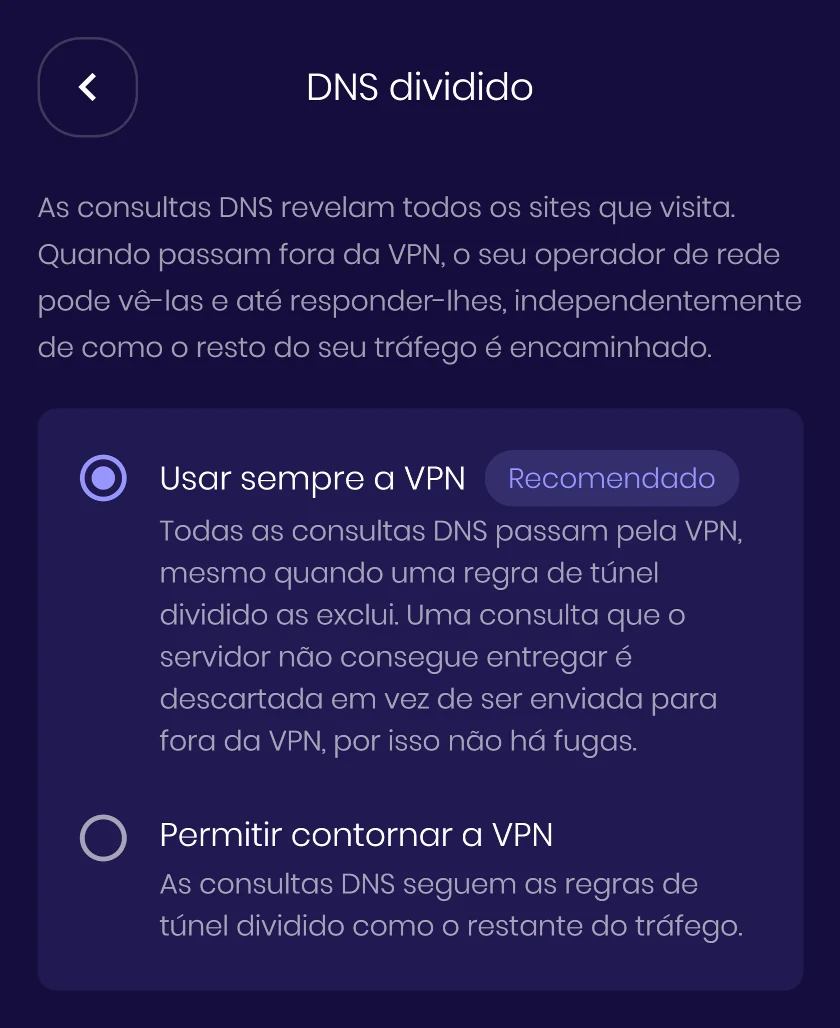 DNS dividido
As consultas DNS revelam todos os sites que visita.
Quando passam fora da VPN, o seu operador de rede
pode vê-las e até responder-lhes, independentemente
de como o resto do seu tráfego é encaminhado.
Usar sempre a VPN Recomendado
Todas as consultas DNS passam pela VPN,
mesmo quando uma regra de túnel
dividido as exclui. Uma consulta que o
servidor não consegue entregar é
descartada em vez de ser enviada para
fora da VPN, por isso não há fugas.
Permitir contornar a VPN
As consultas DNS seguem as regras de
túnel dividido como o restante do tráfego.